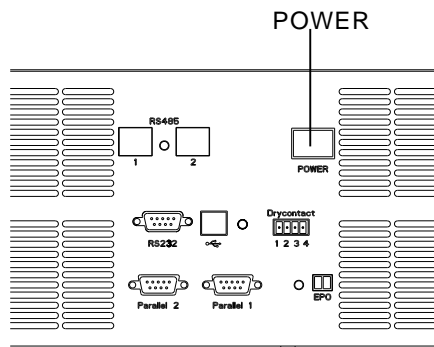 POWER
RS485
1 2
POWER
Drycontact
RS232
1 2 3 4
Parallel 2 Parallel 1
EPO